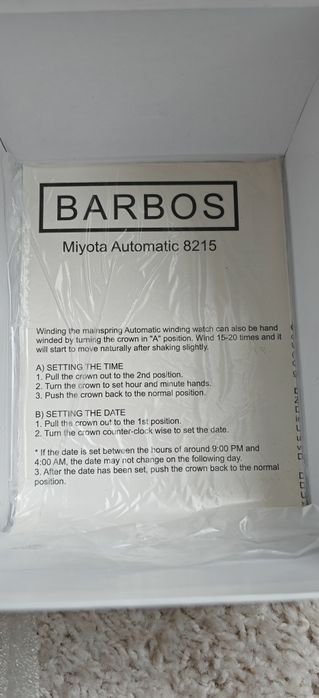 BARBOS
Miyota Automatic 8215
Winding the mainspring Automatic winding watch can also be hand
winded by turning the crown in "A" position. Wind 15-20 times and it
will start to move naturally after shaking slightly.
A) SETTING THE TIME
1. Pull the crown out to the 2nd position.
2. Turn the crown to set hour and minute hands.
3. Push the crown back to the normal position.
B) SETTING THE DATE
1. Pull the crown out to the 1st position.
2. Turn the crown counter-clock wise to set the date.
* If the date is set between the hours of around 9:00 PM and
4:00 AM, the date may not change on the following day.
3. After the date has been set, push the crown back to the normal
position.